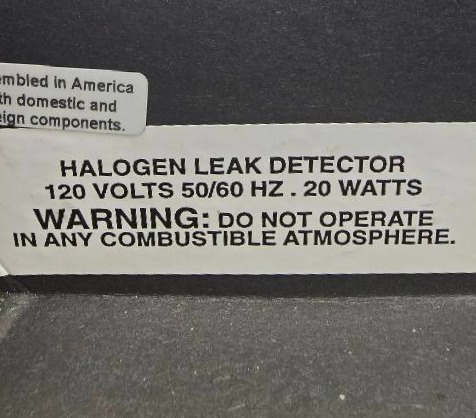 embled in America
th domestic and
eign components.
HALOGEN LEAK DETECTOR
120 VOLTS 50/60 HZ . 20 WATTS
WARNING: DO NOT OPERATE
IN ANY COMBUSTIBLE ATMOSPHERE.